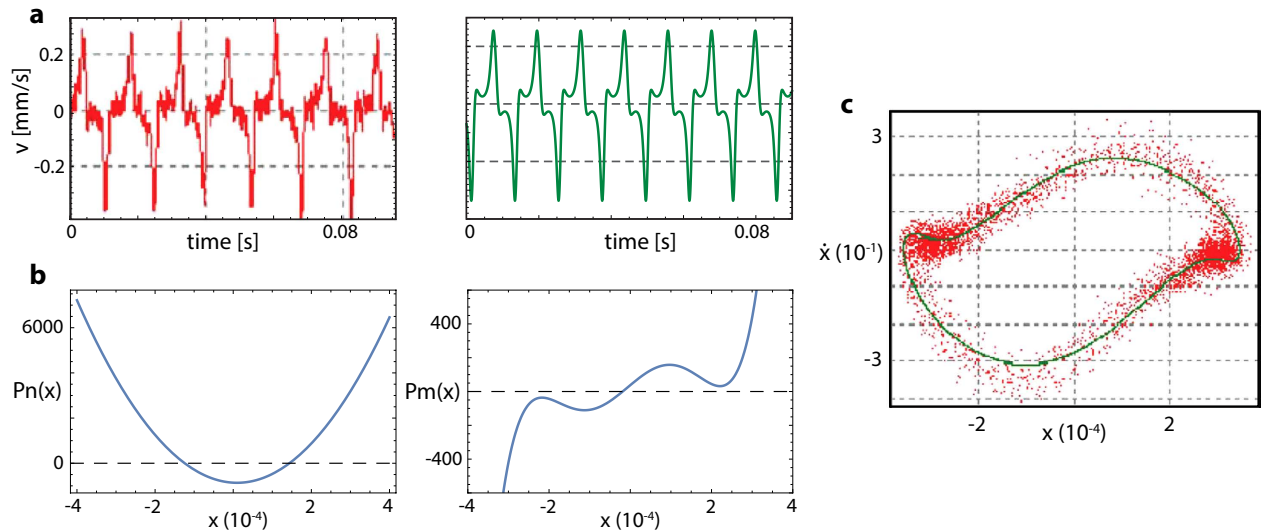 a
v [mm/s]
0.2
0
-0.2
0
0.08
time [s]
0
0.08
time [s]
b
Pn(x)
6000
0
-4
-2
0
2
4
x (10⁻⁴)
Pm(x)
400
-400
-4
-2
0
2
4
x (10⁻⁴)
c
ẋ (10⁻¹)
3
-3
-2
2
x (10⁻⁴)